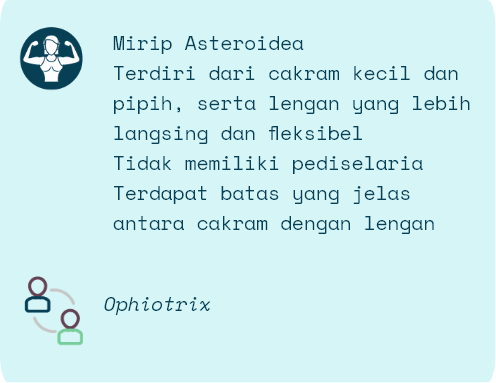 Mirip Asteroidea
Terdiri dari cakram kecil dan
pipih, serta lengan yang lebih
langsing dan fleksibel
Tidak memiliki pediselaria
Terdapat batas yang jelas
antara cakram dengan lengan
Ophiotrix